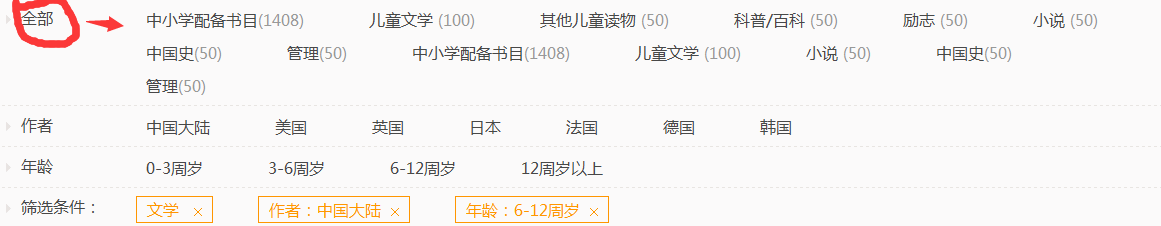 全部 中小学配备书目(1408) 儿童文学 (100) 其他儿童读物 (50) 科普/百科 (50) 励志 (50) 小说 (50)
中国史(50) 管理(50) 中小学配备书目(1408) 儿童文学 (100) 小说 (50) 中国史(50)
管理(50)
作者 中国大陆 美国 英国 日本 法国 德国 韩国
年龄 0-3周岁 3-6周岁 6-12周岁 12周岁以上
筛选条件： 文学 × 作者：中国大陆 × 年龄：6-12周岁 ×